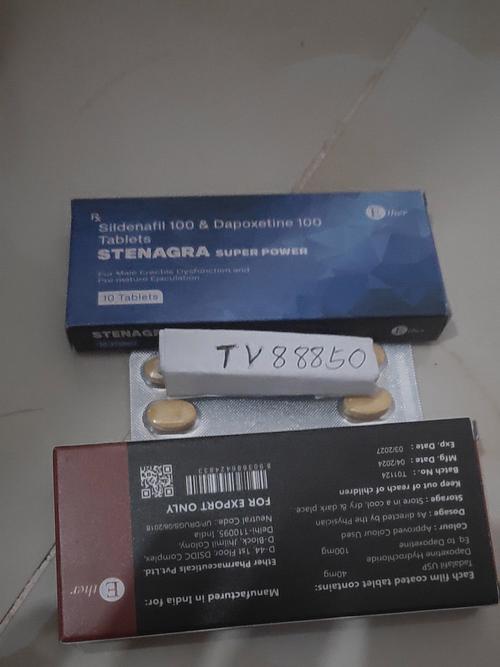 Rx
Sildenafil 100 & Dapoxetine 100
Tablets
STENAGRA SUPER POWER
For Male Erectile Dysfunction and
Pre mature Ejaculation
10 Tablets
Ether
STENAGRA
Ether
TV88850
Each film coated tablet contains:
Tadalafil USP 40mg
Dapoxetine Hydrochloride
Eq to Dapoxetine 100mg
Colour: Approved Colour Used
Dosage: As directed by the Physician
Storage: Store in a cool, dry & dark place
Keep out of reach of children
Batch No.: T01124
Mfg. Date: 04/2024
Exp. Date: 03/2027
Manufactured in India for:
Ether Pharmaceuticals Pvt.Ltd.
D-44, 1st Floor, DSIDC Complex,
D-Block, Jhilmil Colony,
Delhi-110095, India
FOR EXPORT ONLY
Ether